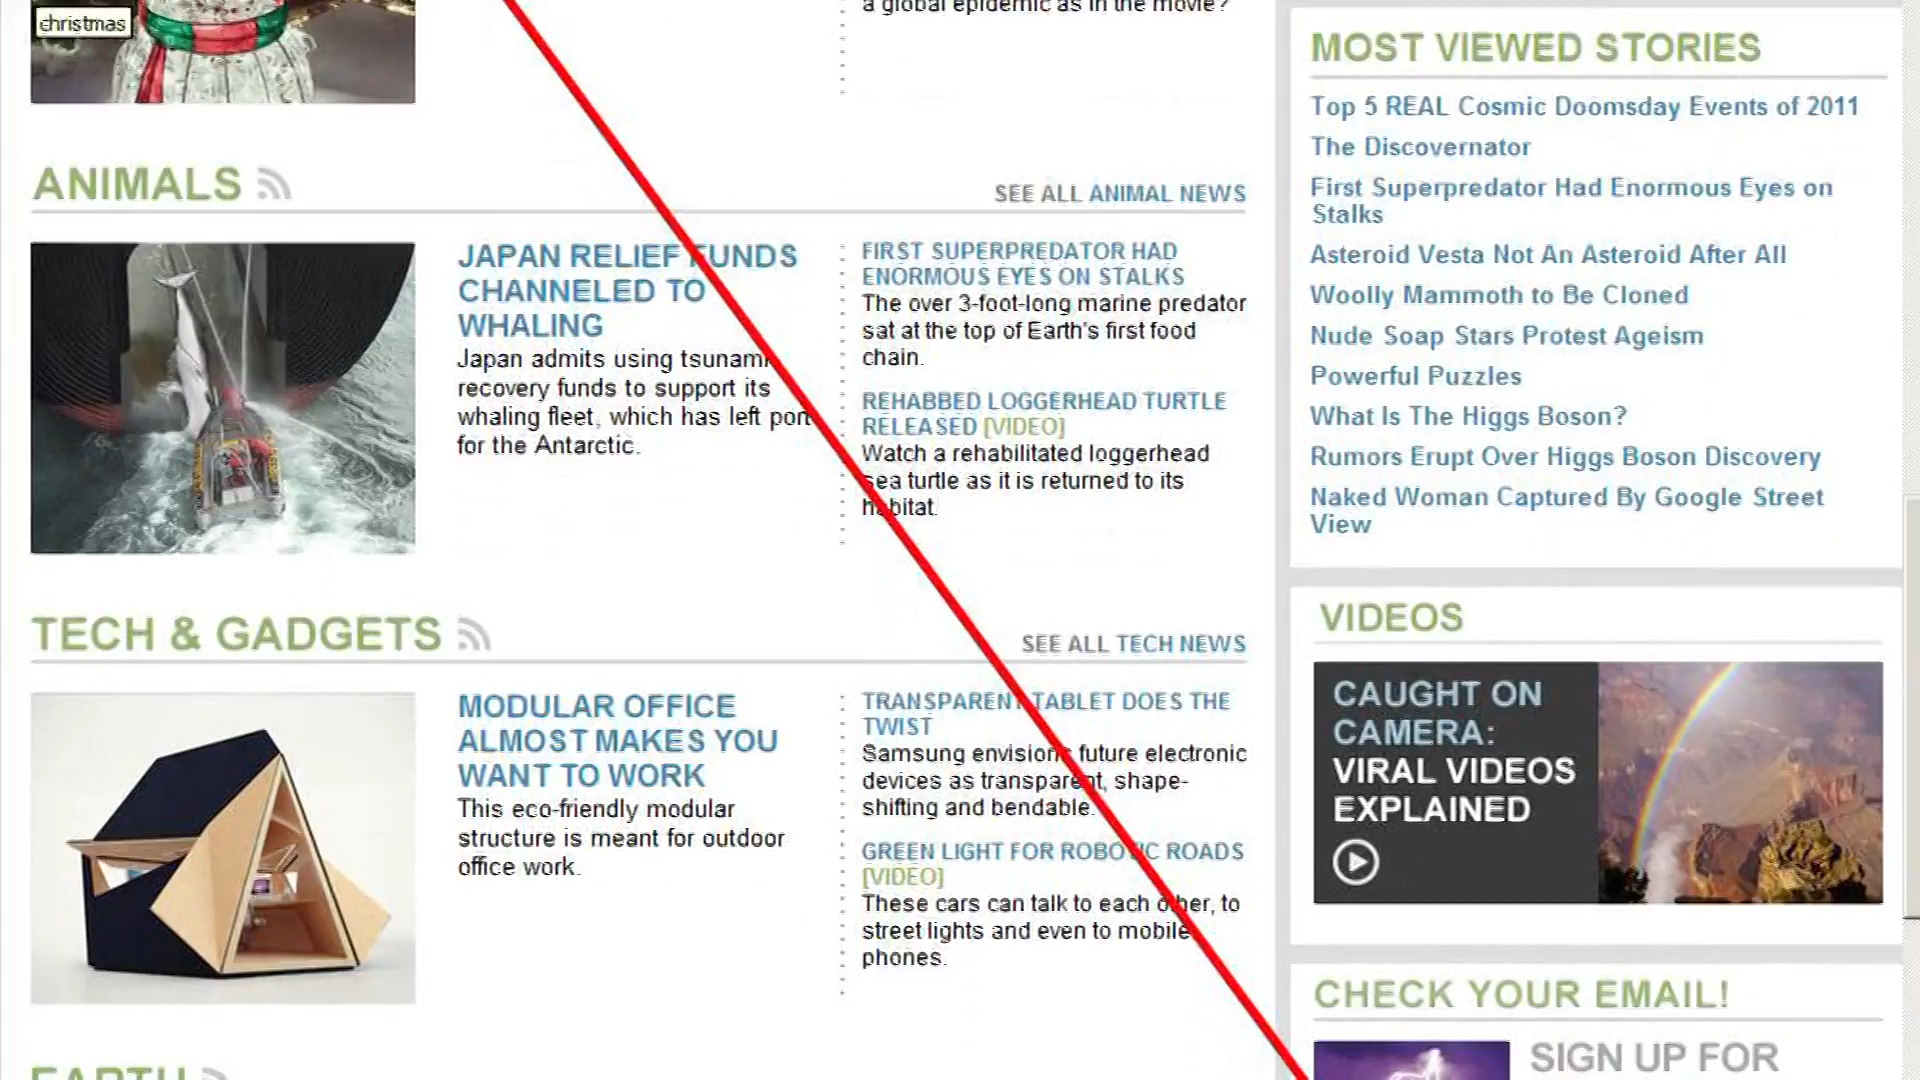 christmas
a global epidemic as in the movie?
ANIMALS
SEE ALL ANIMAL NEWS
JAPAN RELIEF FUNDS
CHANNELED TO
WHALING
Japan admits using tsunami
recovery funds to support its
whaling fleet, which has left port
for the Antarctic.
FIRST SUPERPREDATOR HAD
ENORMOUS EYES ON STALKS
The over 3-foot-long marine predator
sat at the top of Earth's first food
chain.
REHABBED LOGGERHEAD TURTLE
RELEASED [VIDEO]
Watch a rehabilitated loggerhead
sea turtle as it is returned to its
habitat.
TECH & GADGETS
SEE ALL TECH NEWS
MODULAR OFFICE
ALMOST MAKES YOU
WANT TO WORK
This eco-friendly modular
structure is meant for outdoor
office work.
TRANSPARENT TABLET DOES THE
TWIST
Samsung envisions future electronic
devices as transparent, shape-
shifting and bendable.
GREEN LIGHT FOR ROBOTIC ROADS
[VIDEO]
These cars can talk to each other, to
street lights and even to mobile
phones.
EARTH
MOST VIEWED STORIES
Top 5 REAL Cosmic Doomsday Events of 2011
The Discovernator
First Superpredator Had Enormous Eyes on
Stalks
Asteroid Vesta Not An Asteroid After All
Woolly Mammoth to Be Cloned
Nude Soap Stars Protest Ageism
Powerful Puzzles
What Is The Higgs Boson?
Rumors Erupt Over Higgs Boson Discovery
Naked Woman Captured By Google Street
View
VIDEOS
CAUGHT ON
CAMERA:
VIRAL VIDEOS
EXPLAINED
CHECK YOUR EMAIL!
SIGN UP FOR